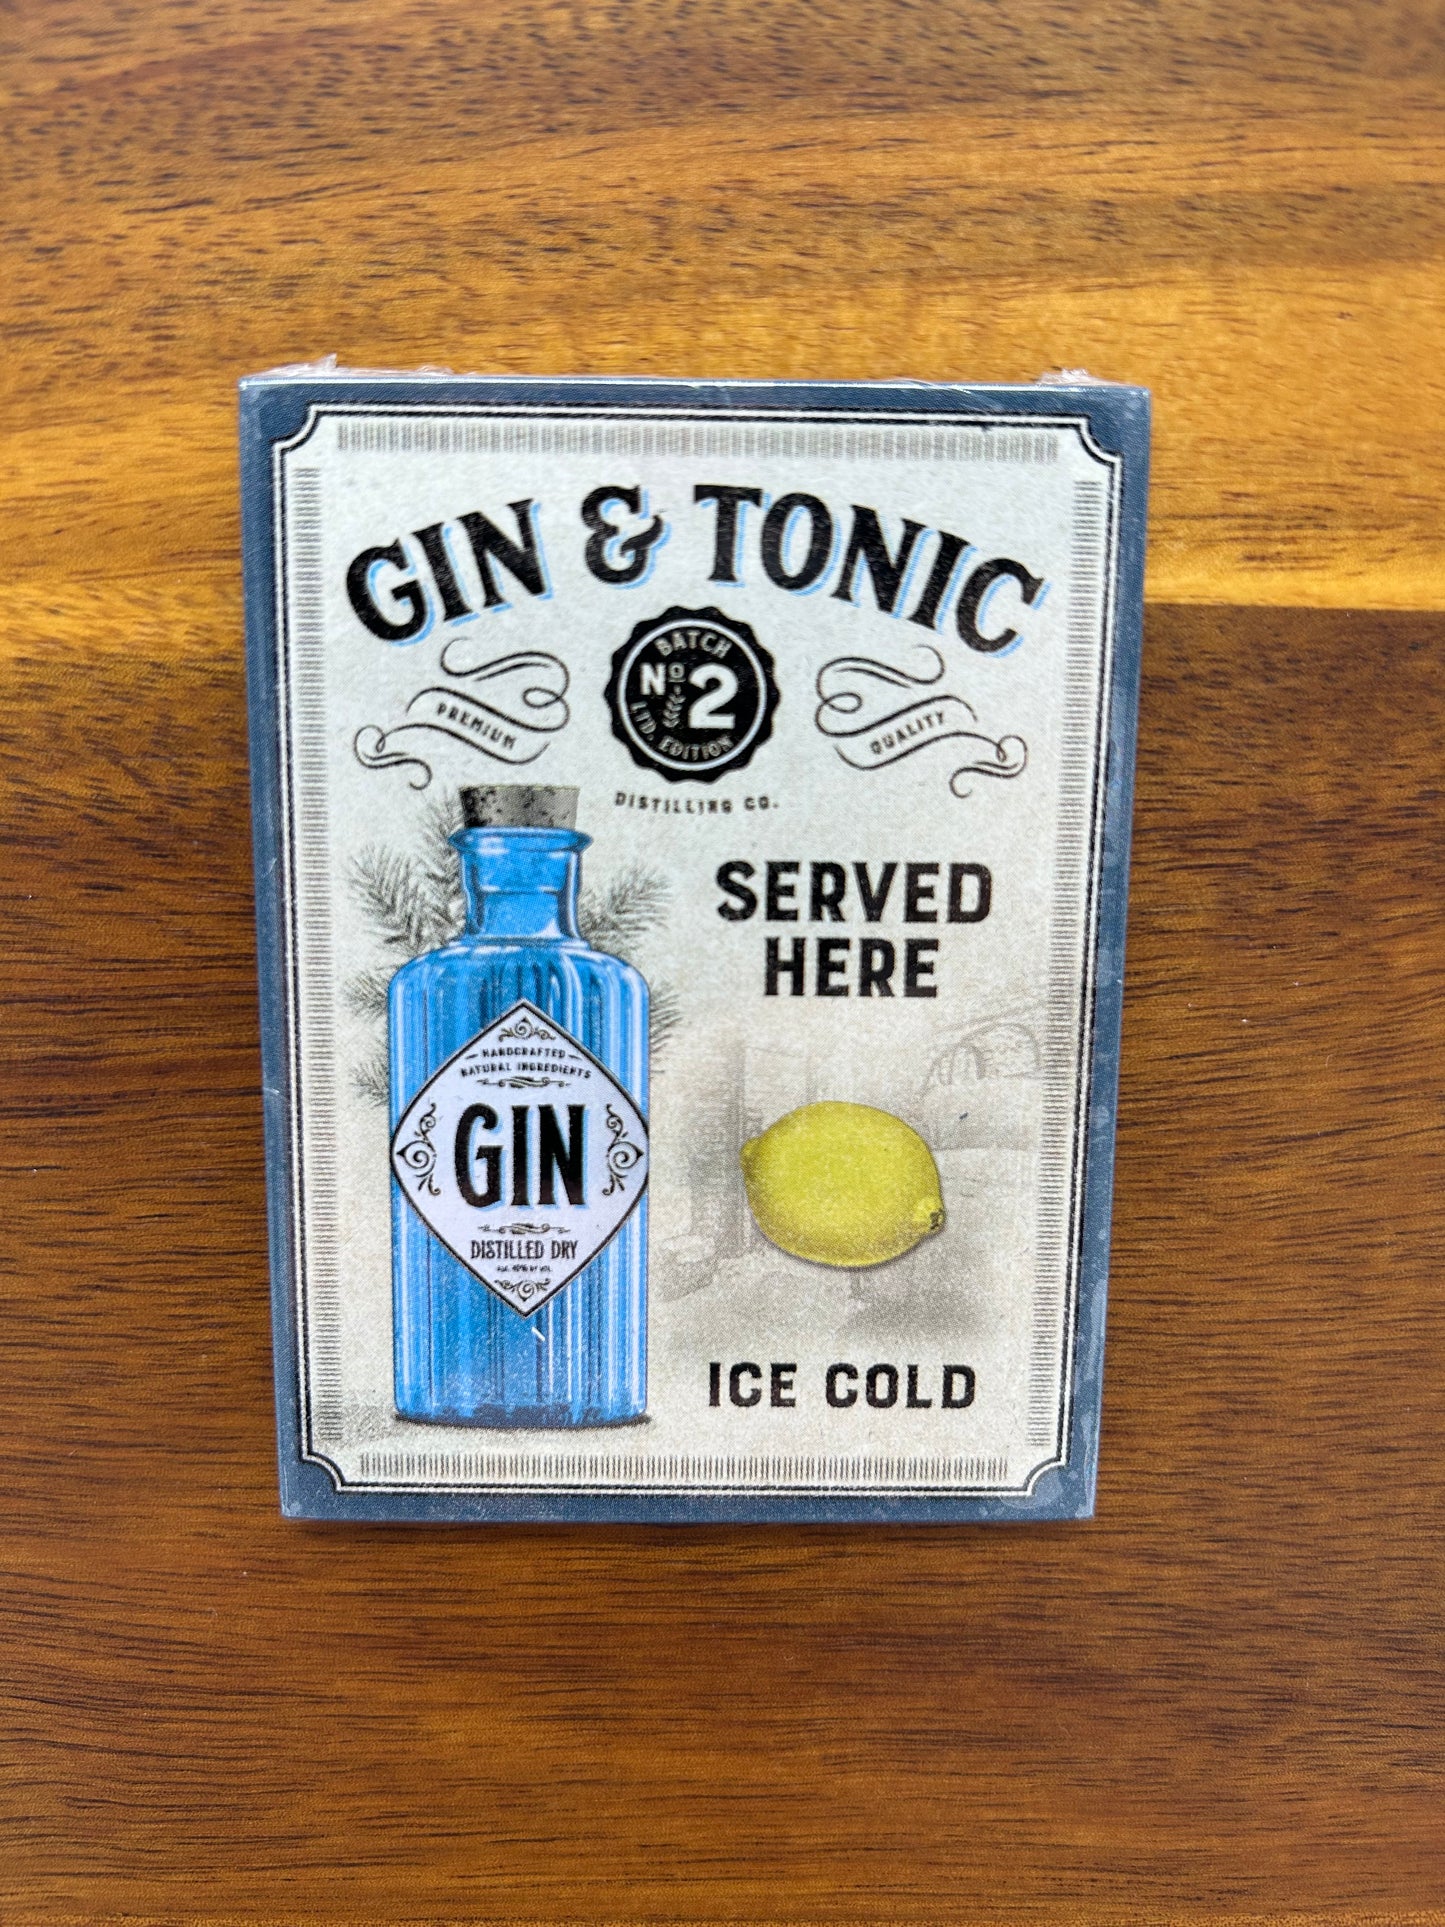 GIN & TONIC
BATCH
No 2
LTD. EDITION
PREMIUM
QUALITY
DISTILLING CO.
SERVED
HERE
HANDCRAFTED
NATURAL INGREDIENTS
GIN
DISTILLED DRY
ICE COLD